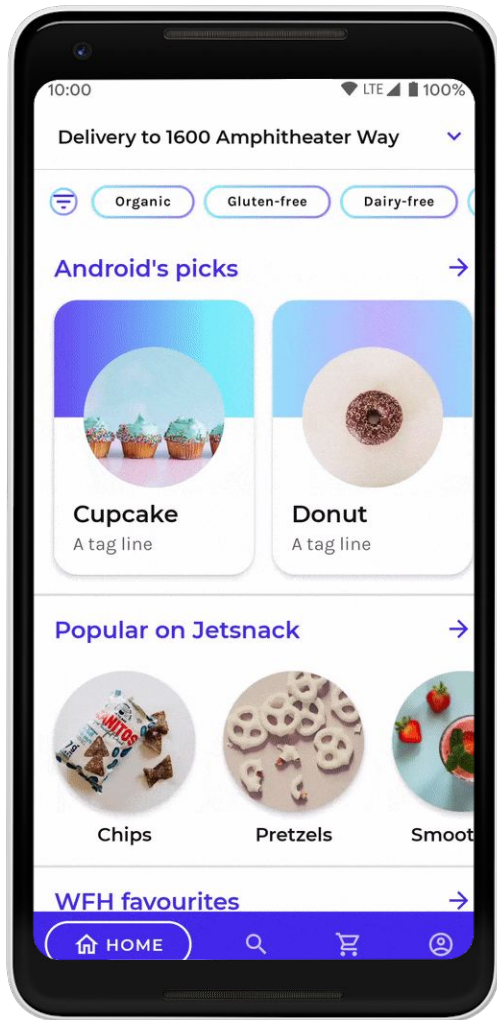 10:00 LTE 100%
Delivery to 1600 Amphitheater Way
Organic Gluten-free Dairy-free
Android's picks
Cupcake Donut
A tag line A tag line
Popular on Jetsnack
Chips Pretzels Smoot
WFH favourites
HOME